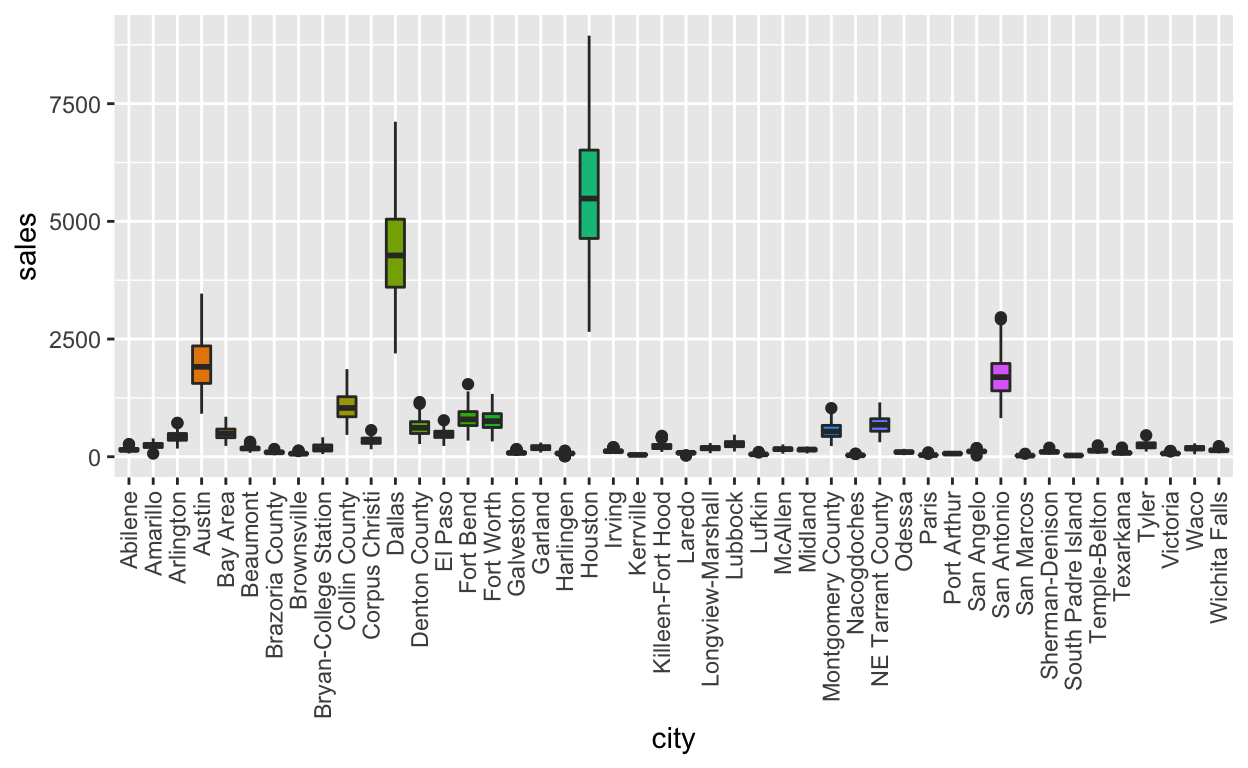 7500
5000
2500
0
sales
Abilene
Amarillo
Arlington
Austin
Bay Area
Beaumont
Brazoria County
Brownsville
Bryan-College Station
Collin County
Corpus Christi
Dallas
Denton County
El Paso
Fort Bend
Fort Worth
Galveston
Garland
Harlingen
Houston
Irving
Kerrville
Killeen-Fort Hood
Laredo
Longview-Marshall
Lubbock
Lufkin
McAllen
Midland
Montgomery County
Nacogdoches
NE Tarrant County
Odessa
Paris
Port Arthur
San Angelo
San Antonio
San Marcos
Sherman-Denison
South Padre Island
Temple-Belton
Texarkana
Tyler
Victoria
Waco
Wichita Falls
city